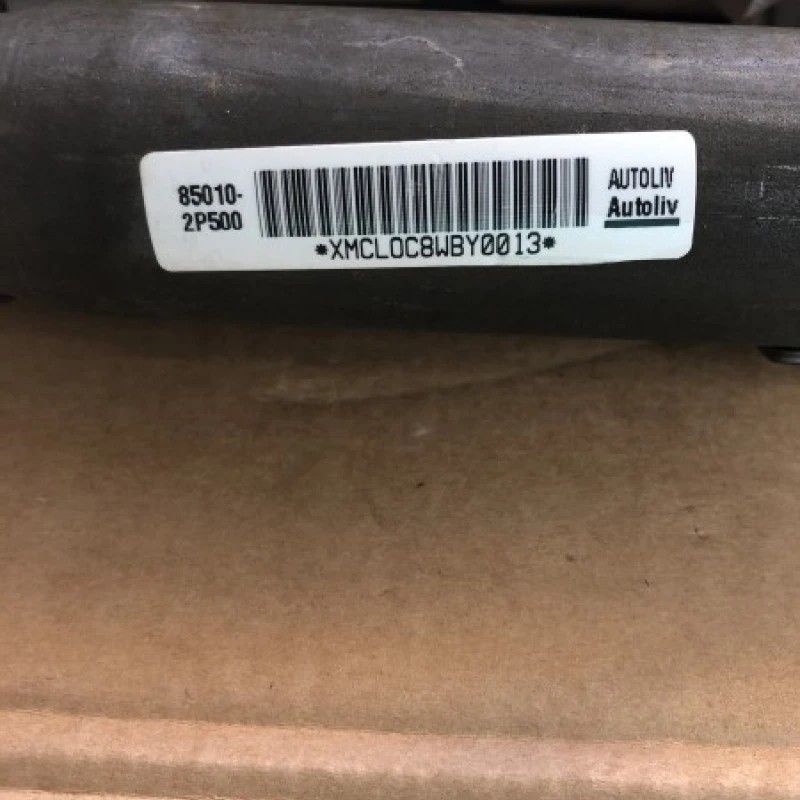 85010-
2P500
*XMCLOC8WBY0013*
AUTOLIV
Autoliv